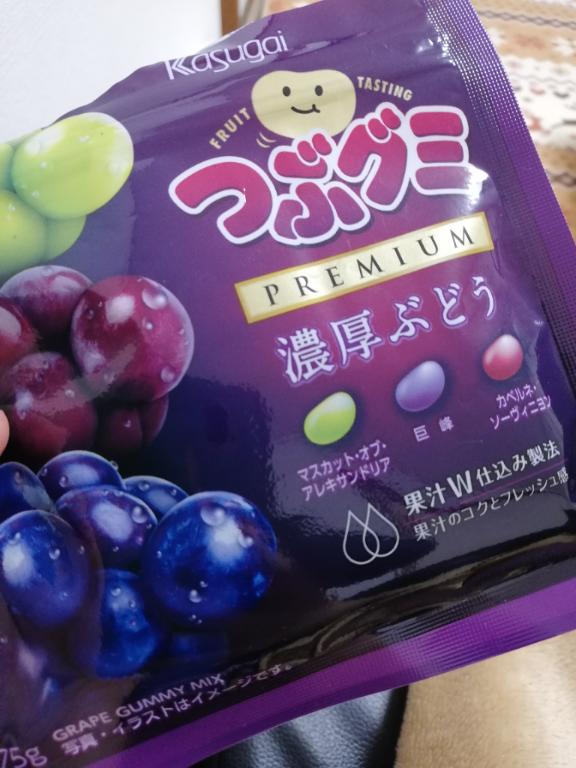 Kasugai
FRUIT TASTING
つぶグミ
PREMIUM
濃厚ぶどう
マスカット・オブ・
アレキサンドリア
巨峰
カベルネ・
ソーヴィニヨン
果汁W仕込み製法
果汁のコクとフレッシュ感
75g
GRAPE GUMMY MIX
写真・イラストはイメージです。